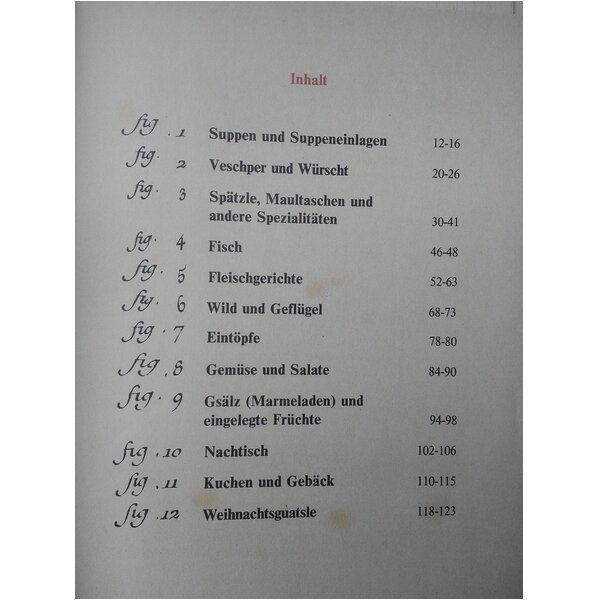 Inhalt
fig. 1 Suppen und Suppeneinlagen 12-16
fig. 2 Veschper und Würscht 20-26
fig. 3 Spätzle, Maultaschen und
andere Spezialitäten 30-41
fig. 4 Fisch 46-48
fig. 5 Fleischgerichte 52-63
fig. 6 Wild und Geflügel 68-73
fig. 7 Eintöpfe 78-80
fig. 8 Gemüse und Salate 84-90
fig. 9 Gsälz (Marmeladen) und
eingelegte Früchte 94-98
fig. 10 Nachtisch 102-106
fig. 11 Kuchen und Gebäck 110-115
fig. 12 Weihnachtsguatsle 118-123